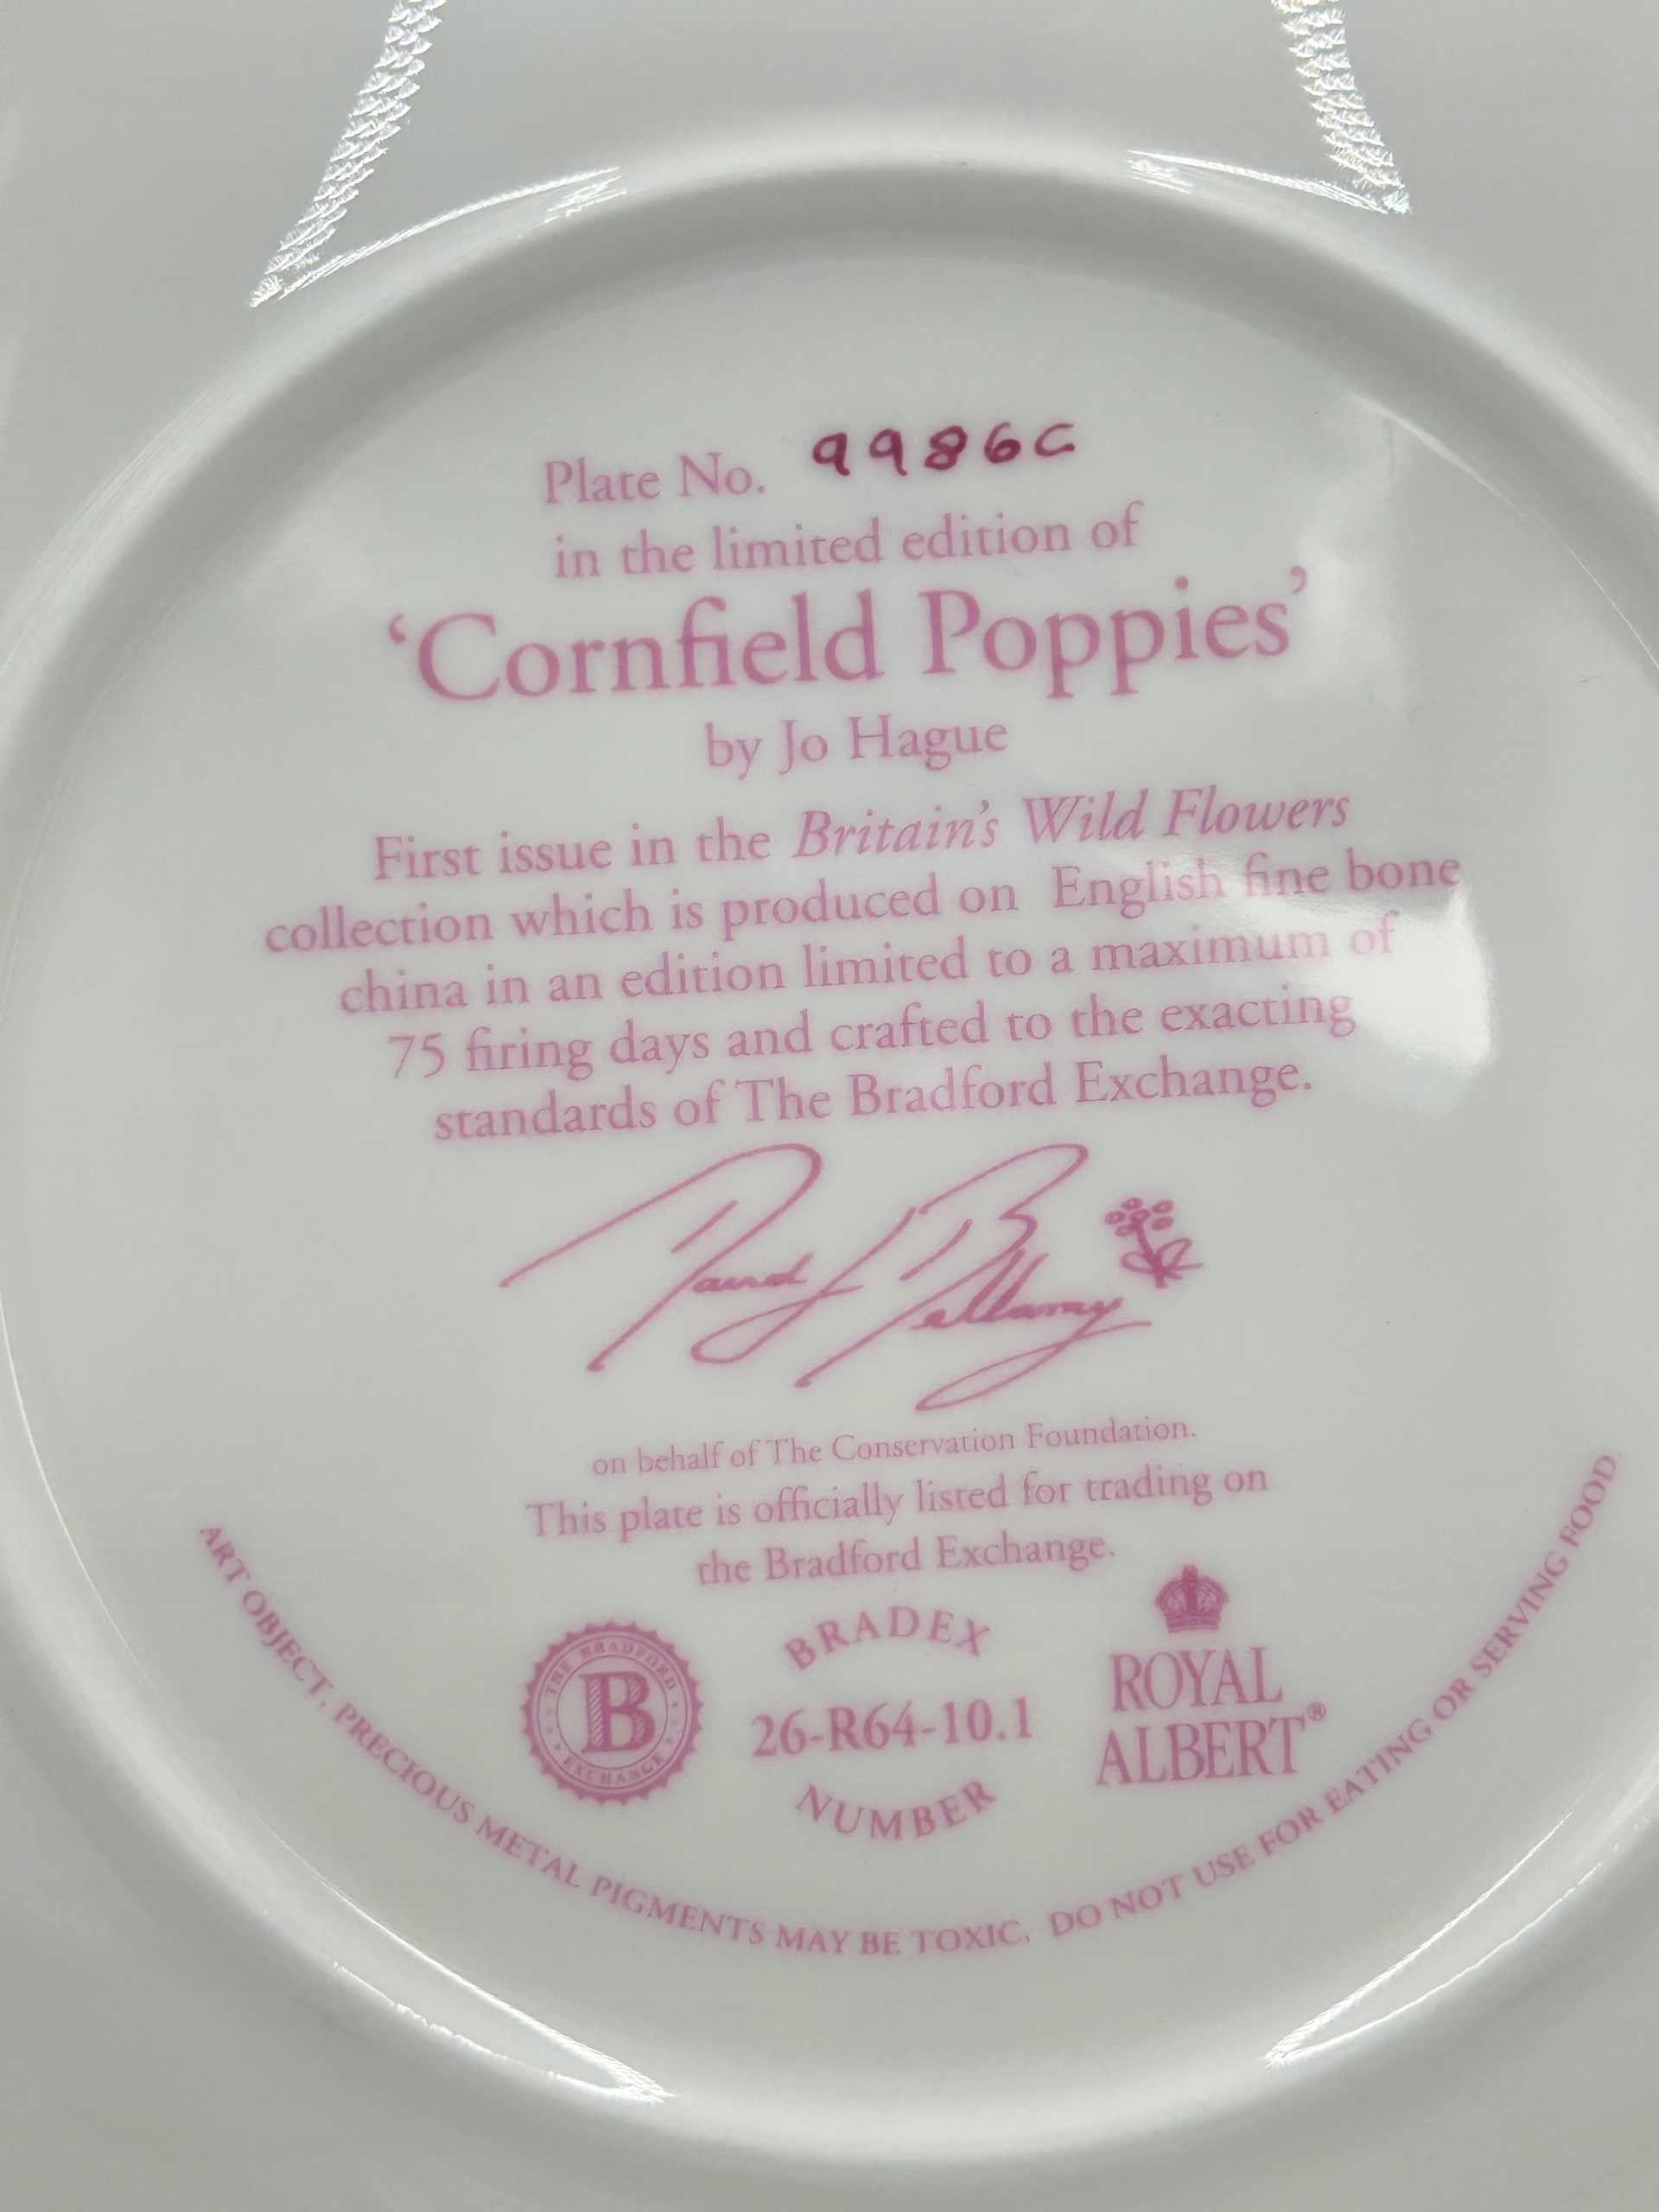 Plate No. 9986C
in the limited edition of
‘Cornfield Poppies’
by Jo Hague
First issue in the Britain's Wild Flowers
collection which is produced on English fine bone
china in an edition limited to a maximum of
75 firing days and crafted to the exacting
standards of The Bradford Exchange.
David J Bellamy
on behalf of The Conservation Foundation.
This plate is officially listed for trading on
the Bradford Exchange.
THE BRADFORD
B
EXCHANGE
BRADEX
26-R64-10.1
NUMBER
ROYAL
ALBERT®
ART OBJECT, PRECIOUS METAL PIGMENTS MAY BE TOXIC, DO NOT USE FOR EATING OR SERVING FOOD.